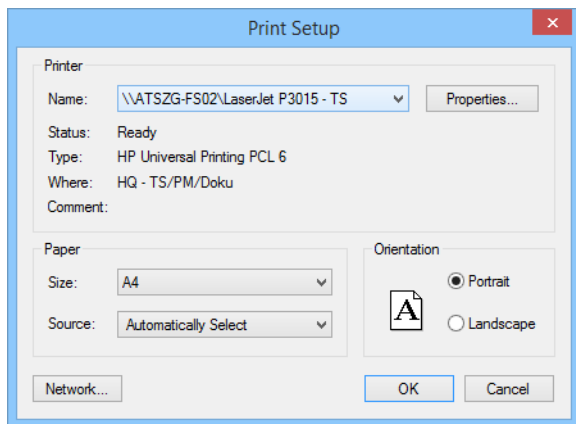 Print Setup
Printer
Name: \\ATSZG-FS02\LaserJet P3015 - TS Properties...
Status: Ready
Type: HP Universal Printing PCL 6
Where: HQ - TS/PM/Doku
Comment:
Paper Orientation
Size: A4 Portrait
A
Source: Automatically Select Landscape
Network... OK Cancel